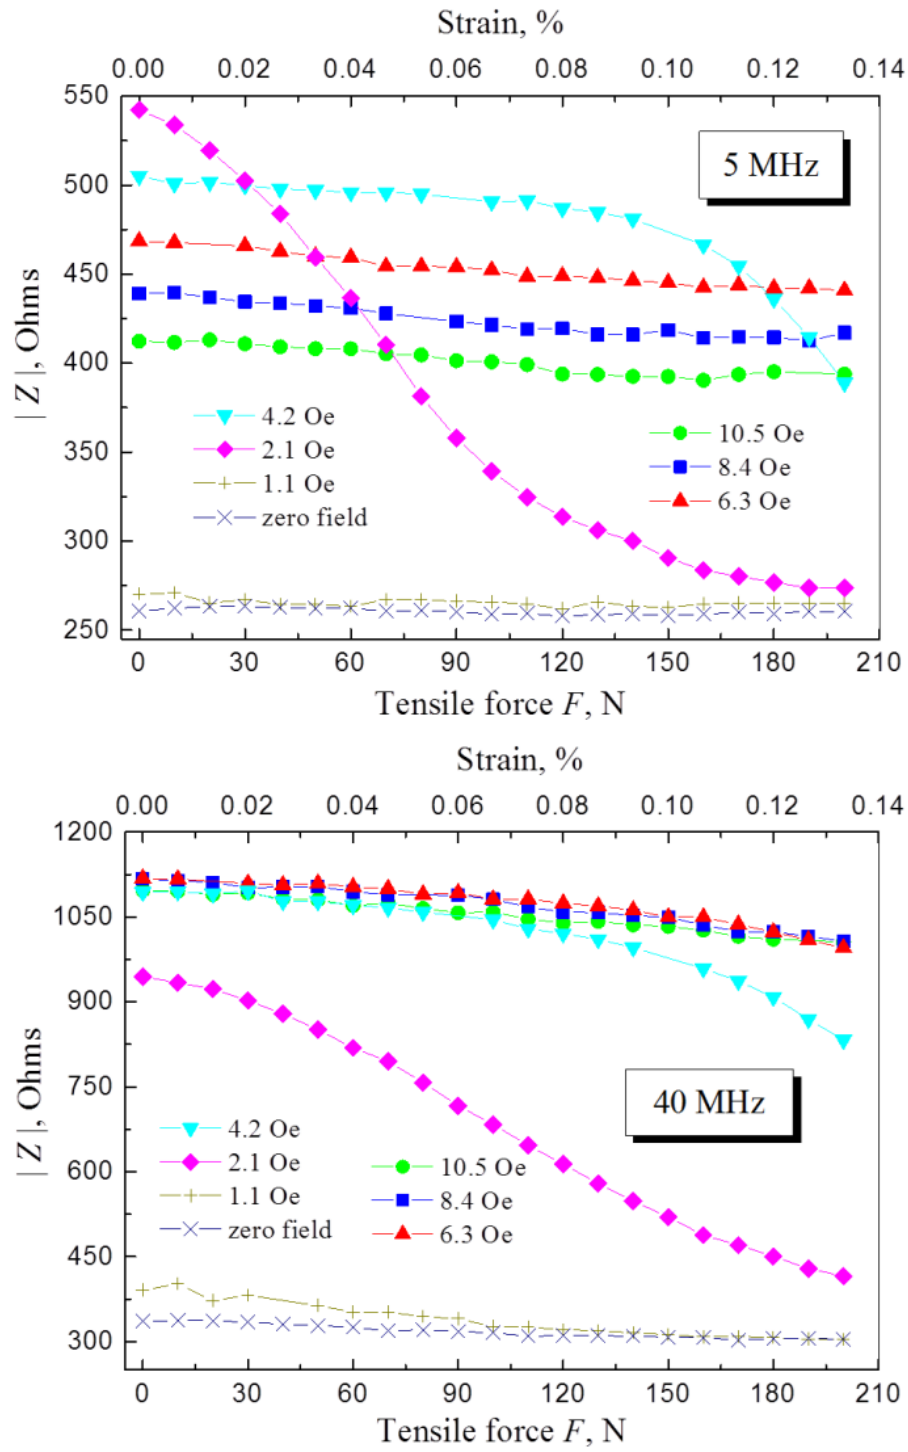 Strain, %
0.00 0.02 0.04 0.06 0.08 0.10 0.12 0.14
550
500
450
400
350
300
250
| Z |, Ohms
5 MHz
4.2 Oe
2.1 Oe
1.1 Oe
zero field
10.5 Oe
8.4 Oe
6.3 Oe
0 30 60 90 120 150 180 210
Tensile force F, N
Strain, %
0.00 0.02 0.04 0.06 0.08 0.10 0.12 0.14
1200
1050
900
750
600
450
300
| Z |, Ohms
40 MHz
4.2 Oe
2.1 Oe
1.1 Oe
zero field
10.5 Oe
8.4 Oe
6.3 Oe
0 30 60 90 120 150 180 210
Tensile force F, N